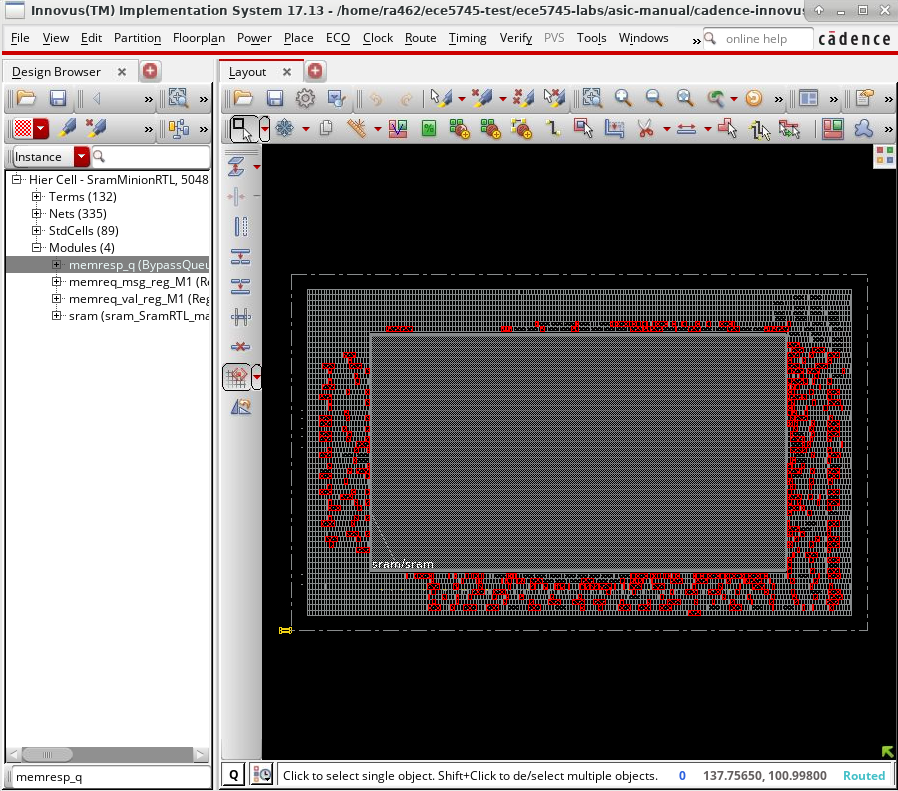 Innovus(TM) Implementation System 17.13 - /home/ra462/ece5745-test/ece5745-labs/asic-manual/cadence-innovus
File View Edit Partition Floorplan Power Place ECO Clock Route Timing Verify PVS Tools Windows » online help cādence
Design Browser
Layout
»
»
»
»
»
»
Instance
Hier Cell - SramMinionRTL, 5048
Terms (132)
Nets (335)
StdCells (89)
Modules (4)
memresp_q (BypassQueu
memreq_msg_reg_M1 (Re
memreq_val_reg_M1 (Reg
sram (sram_SramRTL_ma
sram/sram
memresp_q
Q
Click to select single object. Shift+Click to de/select multiple objects.
0
137.75650, 100.99800
Routed